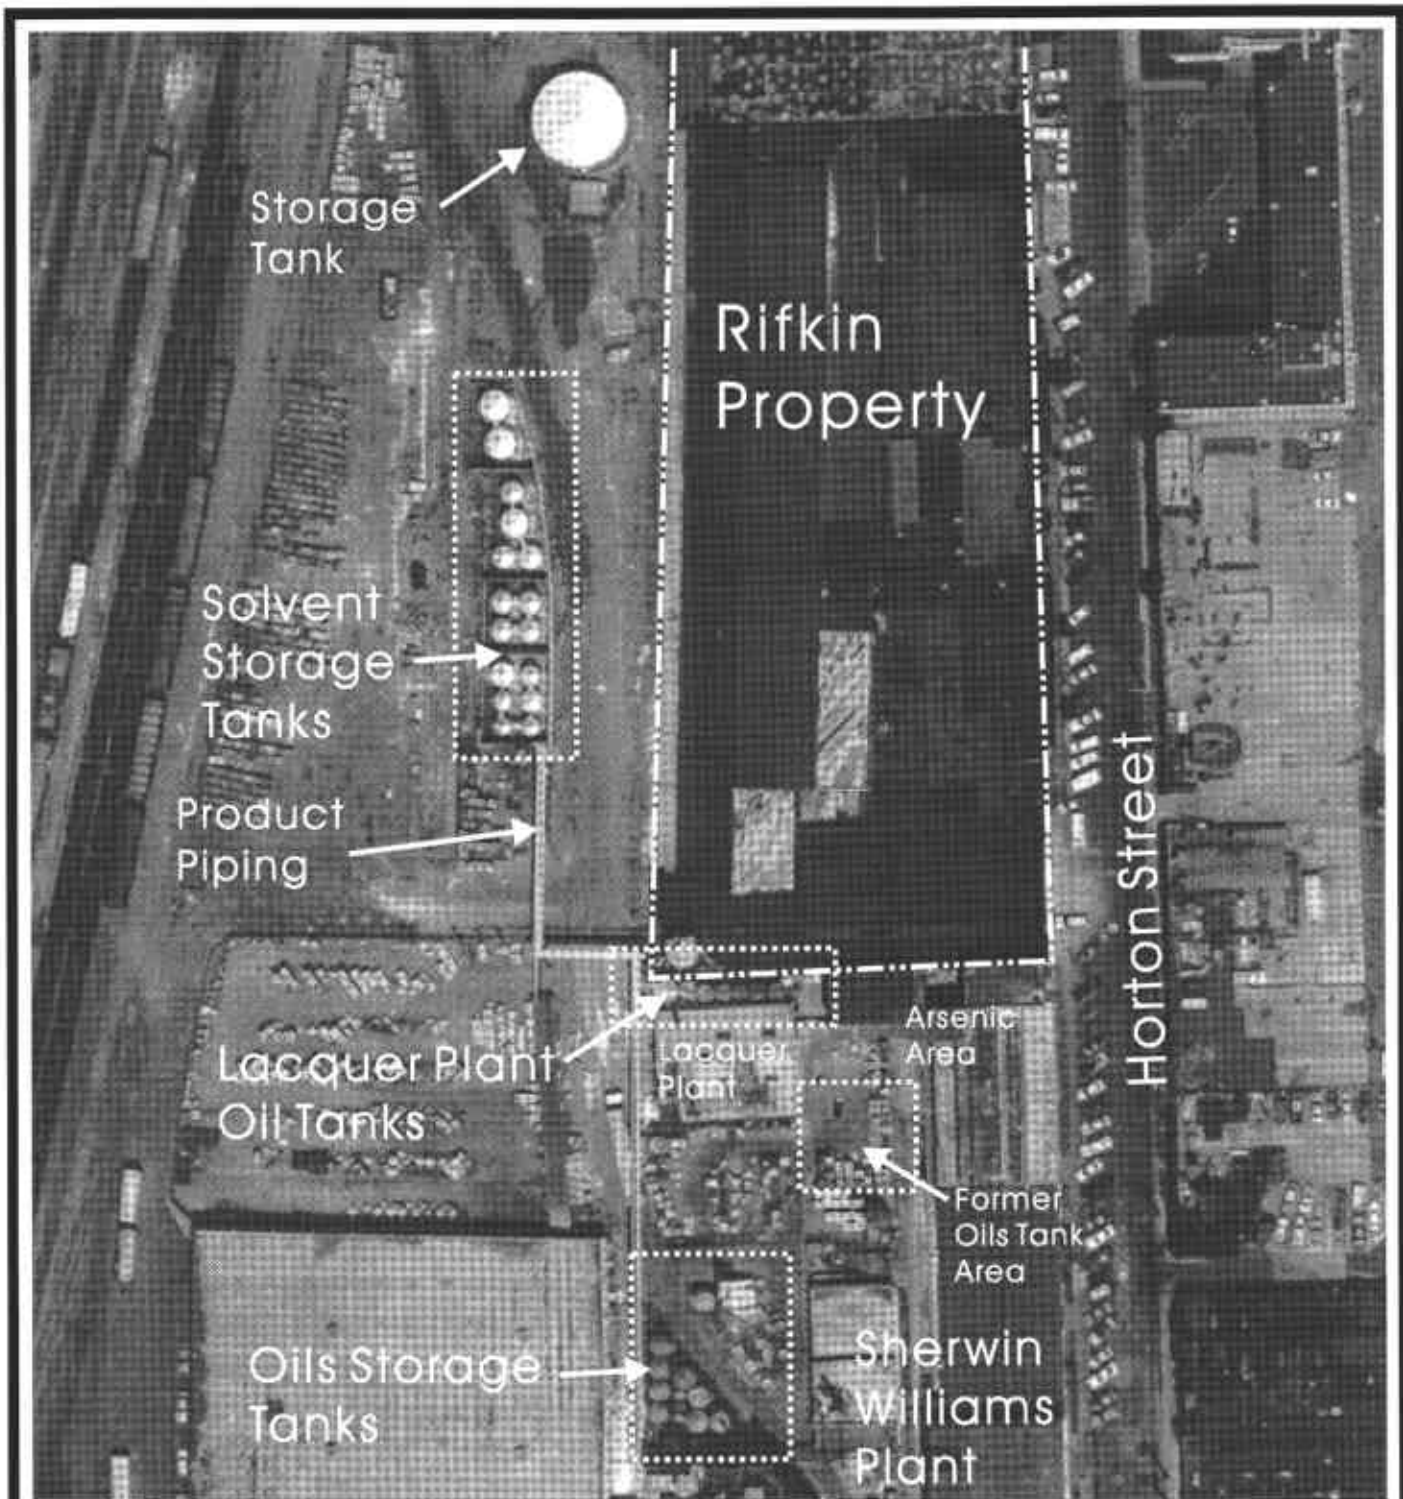 Storage
Tank
Rifkin
Property
Solvent
Storage
Tanks
Product
Piping
Horton Street
Lacquer Plant
Oil Tanks
Lacquer
Plant
Arsenic
Area
Former
Oils Tank
Area
Oils Storage
Tanks
Sherwin
Williams
Plant